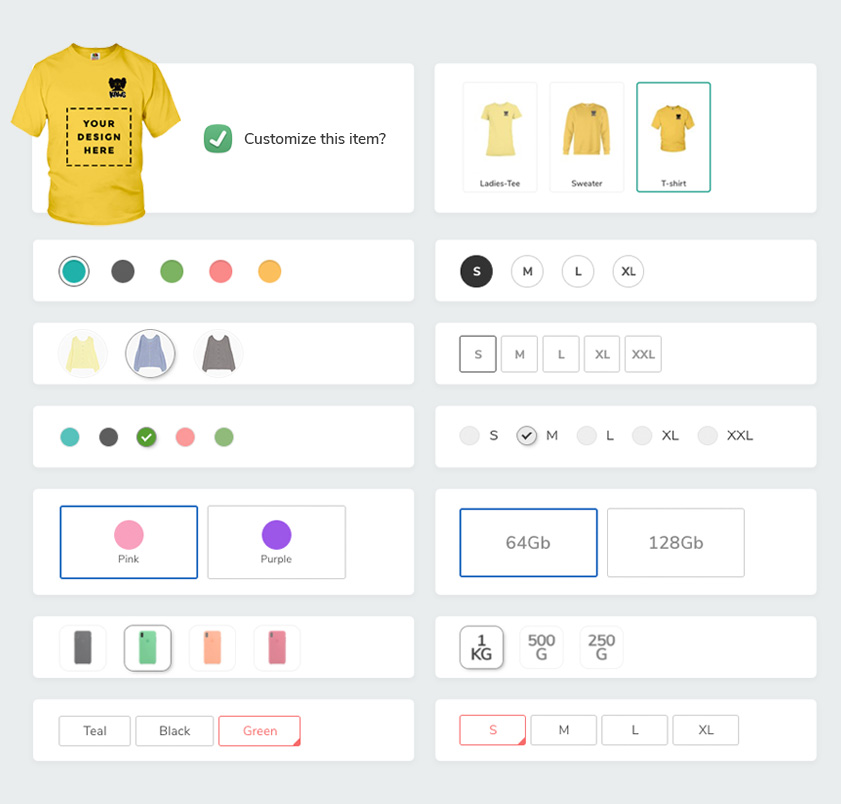 RAWG
YOUR
DESIGN
HERE
Customize this item?
Ladies-Tee
Sweater
T-shirt
S
M
L
XL
S
M
L
XL
XXL
S
M
L
XL
XXL
Pink
Purple
64Gb
128Gb
1
KG
500
G
250
G
Teal
Black
Green
S
M
L
XL